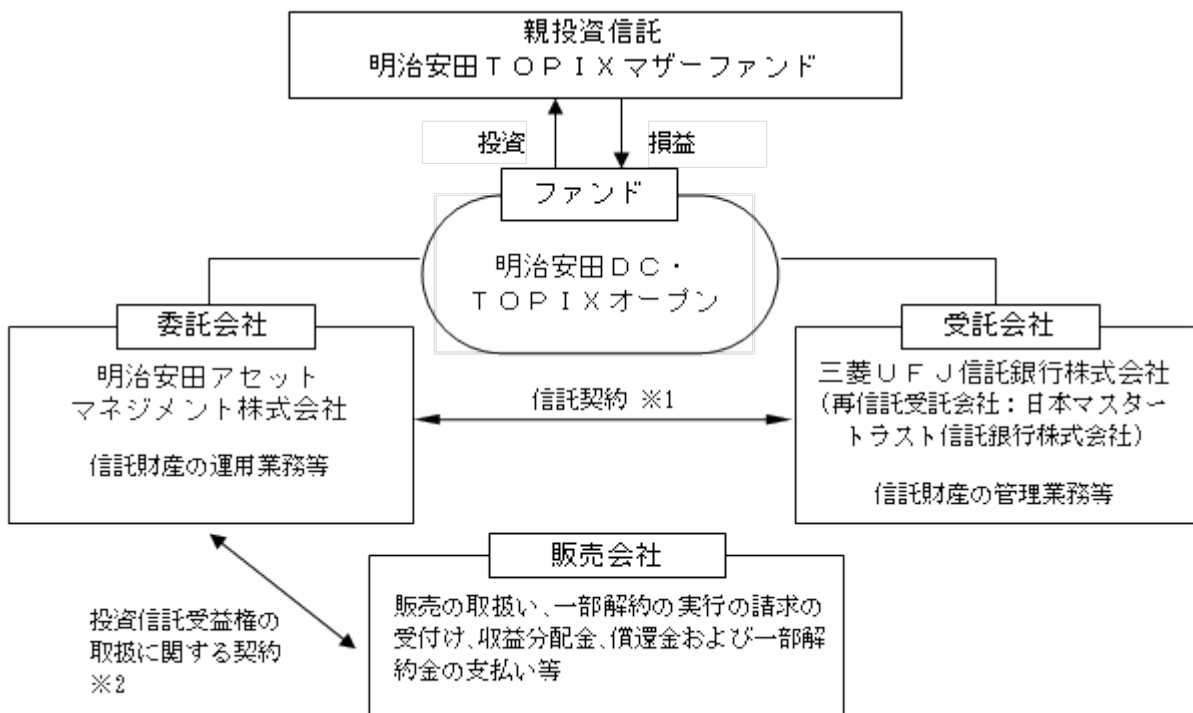 親投資信託
明治安田ＴＯＰＩＸマザーファンド
投資
損益
ファンド
明治安田ＤＣ・
ＴＯＰＩＸオープン
委託会社
明治安田アセット
マネジメント株式会社
信託財産の運用業務等
信託契約 ※1
受託会社
三菱ＵＦＪ信託銀行株式会社
（再信託受託会社：日本マスター
トラスト信託銀行株式会社）
信託財産の管理業務等
投資信託受益権の
取扱に関する契約
※2
販売会社
販売の取扱い、一部解約の実行の請求の
受付け、収益分配金、償還金および一部解
約金の支払い等